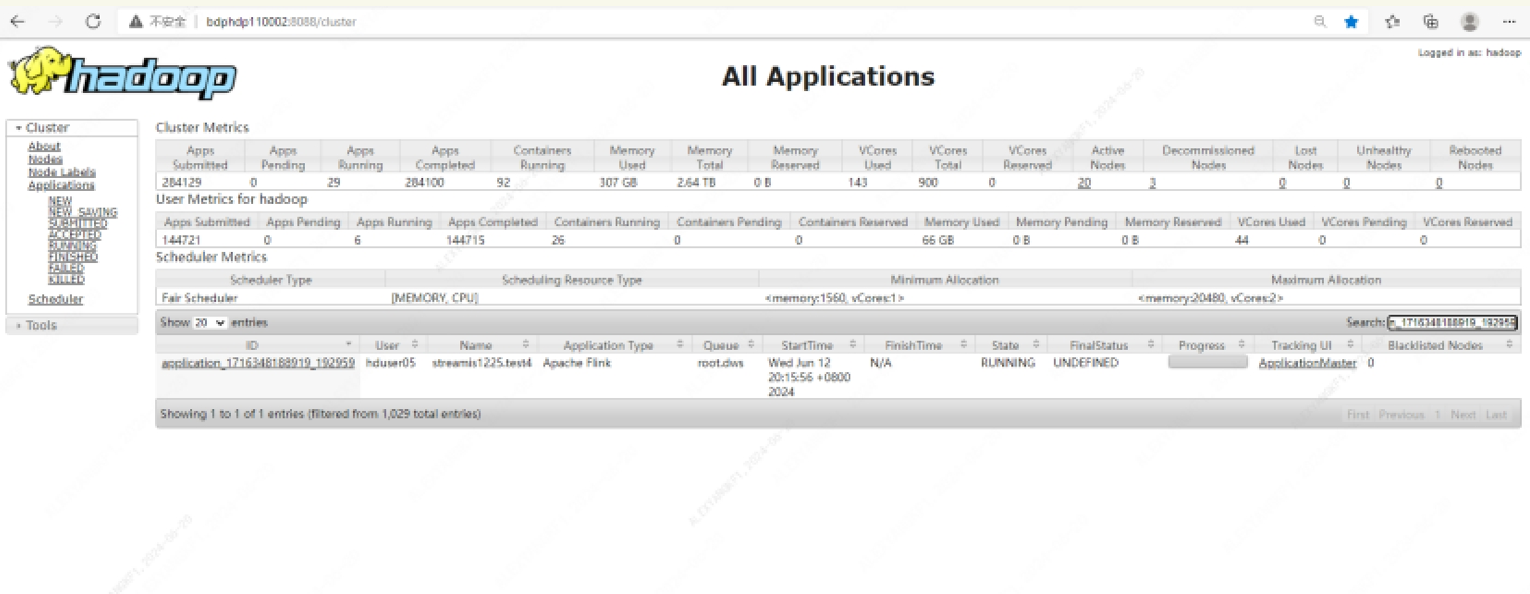 不安全 | bdphdp110002:8088/cluster
Logged in as: hadoop
hadoop
All Applications
Cluster
About
Nodes
Node Labels
Applications
NEW
NEW_SAVING
SUBMITTED
ACCEPTED
RUNNING
FINISHED
FAILED
KILLED
Scheduler
Tools
Cluster Metrics
Apps Submitted Apps Pending Apps Running Apps Completed Containers Running Memory Used Memory Total Memory Reserved VCores Used VCores Total VCores Reserved Active Nodes Decommissioned Nodes Lost Nodes Unhealthy Nodes Rebooted Nodes
284129 0 29 284100 92 307 GB 2.64 TB 0 B 143 900 0 20 3 0 0 0
User Metrics for hadoop
Apps Submitted Apps Pending Apps Running Apps Completed Containers Running Containers Pending Containers Reserved Memory Used Memory Pending Memory Reserved VCores Used VCores Pending VCores Reserved
144721 0 6 144715 26 0 0 66 GB 0 B 0 B 44 0 0
Scheduler Metrics
Scheduler Type Scheduling Resource Type Minimum Allocation Maximum Allocation
Fair Scheduler [MEMORY, CPU] <memory:1560, vCores:1> <memory:20480, vCores:2>
Show 20 entries Search: n_1716348188919_192959
ID User Name Application Type Queue StartTime FinishTime State FinalStatus Progress Tracking UI Blacklisted Nodes
application_1716348188919_192959 hduser05 streamis1225.test4 Apache Flink root.dws Wed Jun 12 N/A RUNNING UNDEFINED ApplicationMaster 0
20:15:56 +0800
2024
Showing 1 to 1 of 1 entries (filtered from 1,029 total entries) First Previous 1 Next Last